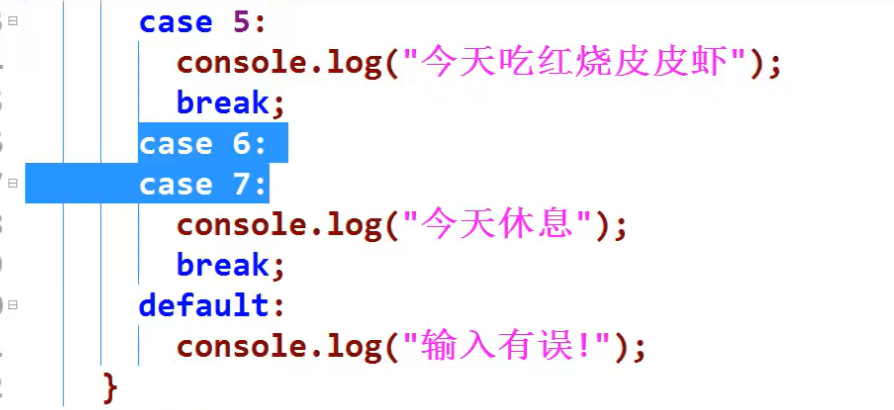 case 5:
console.log("今天吃红烧皮皮虾");
break;
case 6:
case 7:
console.log("今天休息");
break;
default:
console.log("输入有误!");
}